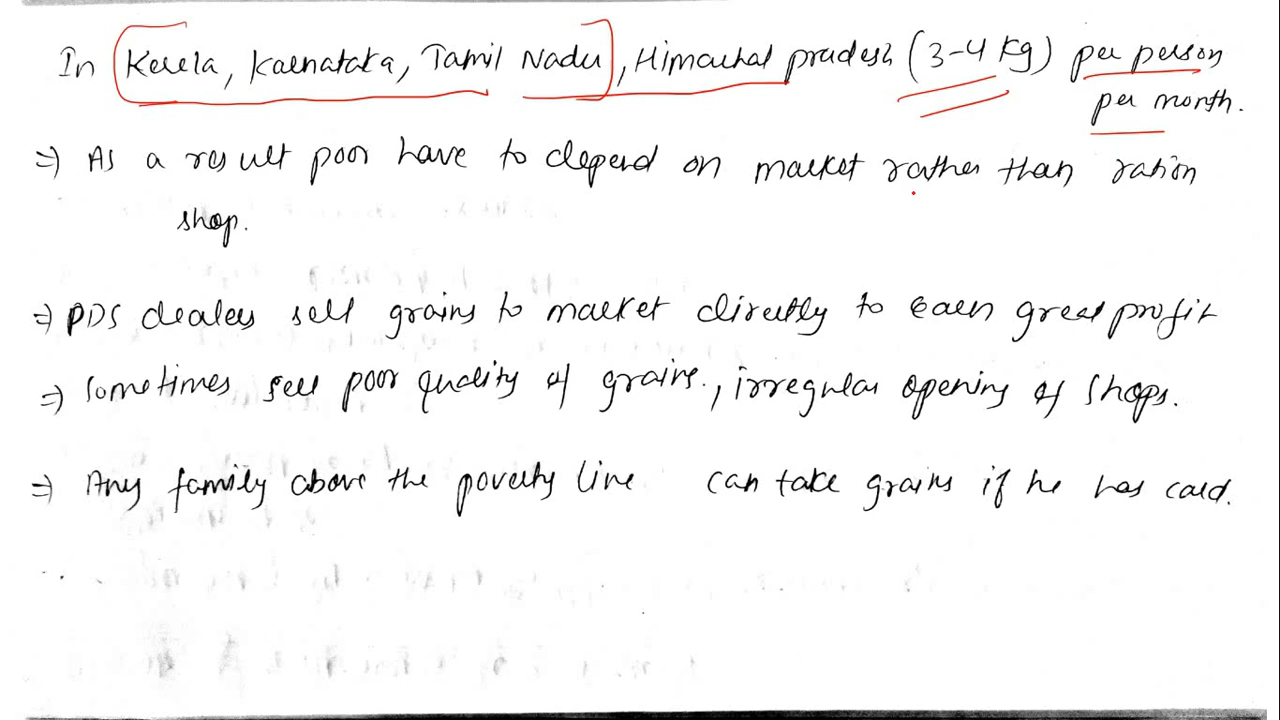 In Kerela, Karnataka, Tamil Nadu, Himachal pradesh (3-4 Kg) per person
per month.
=) As a result poor have to depend on market rather than ration
shop.
=) PDS dealers sell grains to market directly to earn great profit
=) Sometimes sell poor quality of grains., irregular opening of shops.
=) Any family above the poverty line can take grains if he has card.